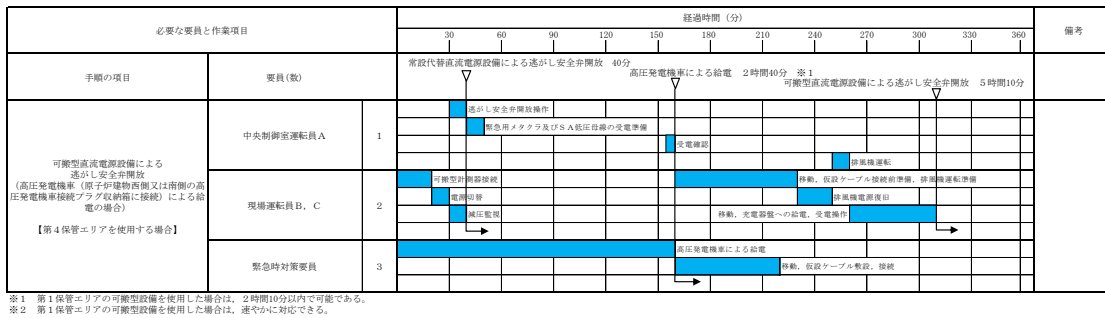 必要な要員と作業項目
経過時間（分）
備考
30 60 90 120 150 180 210 240 270 300 330 360
手順の項目
要員(数)
常設代替直流電源設備による逃がし安全弁開放 40分
高圧発電機車による給電 2時間40分 ※1
可搬型直流電源設備による逃がし安全弁開放 5時間10分
可搬型直流電源設備による
逃がし安全弁開放
(高圧発電機車（原子炉建物西側又は南側の高
圧発電機車接続プラグ収納箱に接続）による給
電の場合)
【第4保管エリアを使用する場合】
中央制御室運転員A
1
逃がし安全弁開放操作
緊急用メタクラ及びSA低圧母線の受電準備
受電確認
排風機運転
現場運転員B，C
2
可搬型計測器接続
移動，仮設ケーブル接続前準備，排風機運転準備
電源切替
排風機電源復旧
減圧監視
移動，充電器盤への給電，受電操作
緊急時対策要員
3
高圧発電機車による給電
移動，仮設ケーブル敷設，接続
※1 第1保管エリアの可搬型設備を使用した場合は，2時間10分以内で可能である。
※2 第1保管エリアの可搬型設備を使用した場合は，速やかに対応できる。